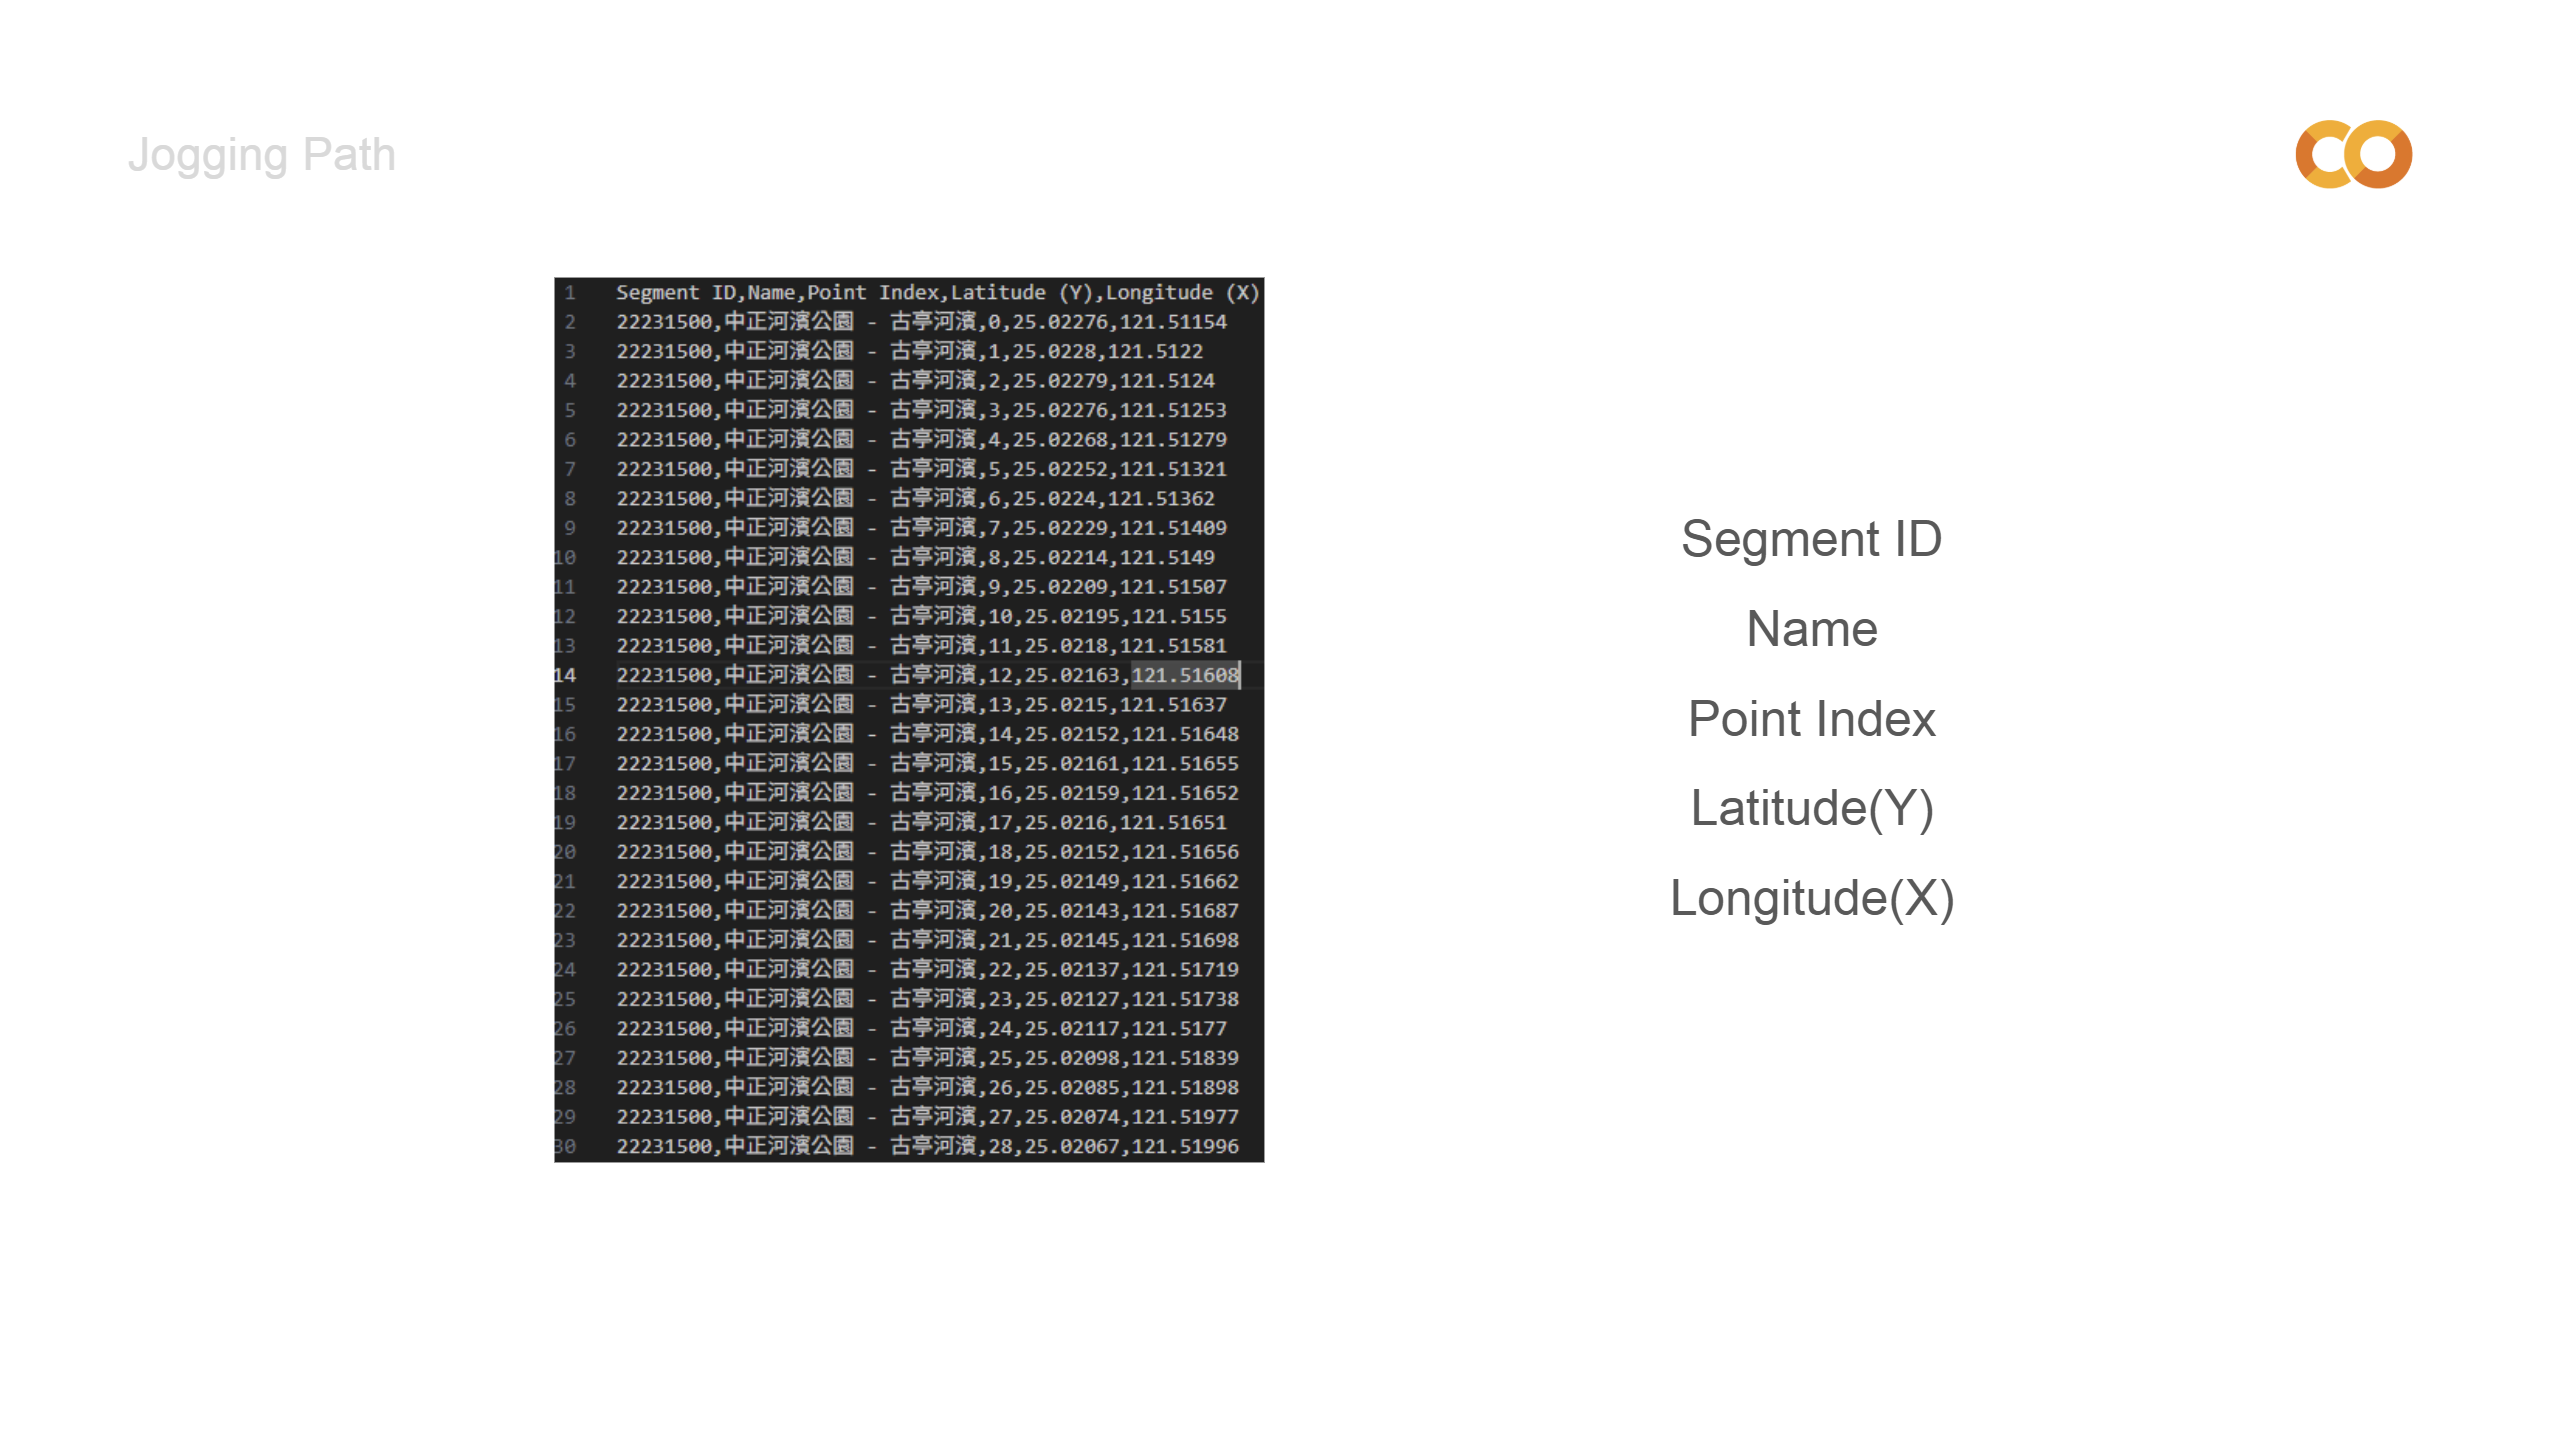 Jogging Path
1 Segment ID,Name,Point Index,Latitude (Y),Longitude (X)
2 22231500,中正河濱公園 - 古亭河濱,0,25.02276,121.51154
3 22231500,中正河濱公園 - 古亭河濱,1,25.0228,121.5122
4 22231500,中正河濱公園 - 古亭河濱,2,25.02279,121.5124
5 22231500,中正河濱公園 - 古亭河濱,3,25.02276,121.51253
6 22231500,中正河濱公園 - 古亭河濱,4,25.02268,121.51279
7 22231500,中正河濱公園 - 古亭河濱,5,25.02252,121.51321
8 22231500,中正河濱公園 - 古亭河濱,6,25.0224,121.51362
9 22231500,中正河濱公園 - 古亭河濱,7,25.02229,121.51409
10 22231500,中正河濱公園 - 古亭河濱,8,25.02214,121.5149
11 22231500,中正河濱公園 - 古亭河濱,9,25.02209,121.51507
12 22231500,中正河濱公園 - 古亭河濱,10,25.02195,121.5155
13 22231500,中正河濱公園 - 古亭河濱,11,25.0218,121.51581
14 22231500,中正河濱公園 - 古亭河濱,12,25.02163,121.51608
15 22231500,中正河濱公園 - 古亭河濱,13,25.0215,121.51637
16 22231500,中正河濱公園 - 古亭河濱,14,25.02152,121.51648
17 22231500,中正河濱公園 - 古亭河濱,15,25.02161,121.51655
18 22231500,中正河濱公園 - 古亭河濱,16,25.02159,121.51652
19 22231500,中正河濱公園 - 古亭河濱,17,25.0216,121.51651
20 22231500,中正河濱公園 - 古亭河濱,18,25.02152,121.51656
21 22231500,中正河濱公園 - 古亭河濱,19,25.02149,121.51662
22 22231500,中正河濱公園 - 古亭河濱,20,25.02143,121.51687
23 22231500,中正河濱公園 - 古亭河濱,21,25.02145,121.51698
24 22231500,中正河濱公園 - 古亭河濱,22,25.02137,121.51719
25 22231500,中正河濱公園 - 古亭河濱,23,25.02127,121.51738
26 22231500,中正河濱公園 - 古亭河濱,24,25.02117,121.5177
27 22231500,中正河濱公園 - 古亭河濱,25,25.02098,121.51839
28 22231500,中正河濱公園 - 古亭河濱,26,25.02085,121.51898
29 22231500,中正河濱公園 - 古亭河濱,27,25.02074,121.51977
30 22231500,中正河濱公園 - 古亭河濱,28,25.02067,121.51996
Segment ID
Name
Point Index
Latitude(Y)
Longitude(X)